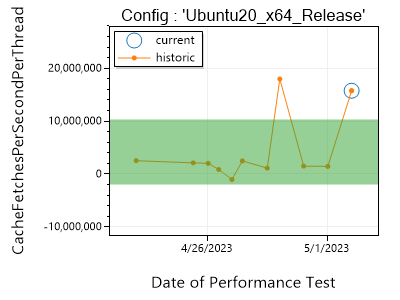 Config : 'Ubuntu20_x64_Release'
current
historic
CacheFetchesPerSecondPerThread
20,000,000
10,000,000
0
-10,000,000
4/26/2023
5/1/2023
Date of Performance Test